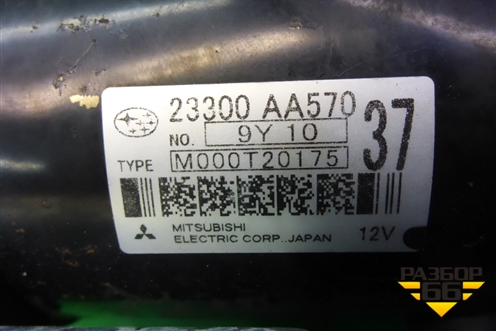 23300 AA570
NO. 9Y 10
37
TYPE M000T20175
MITSUBISHI
ELECTRIC CORP., JAPAN 12V
РАЗБОР
66